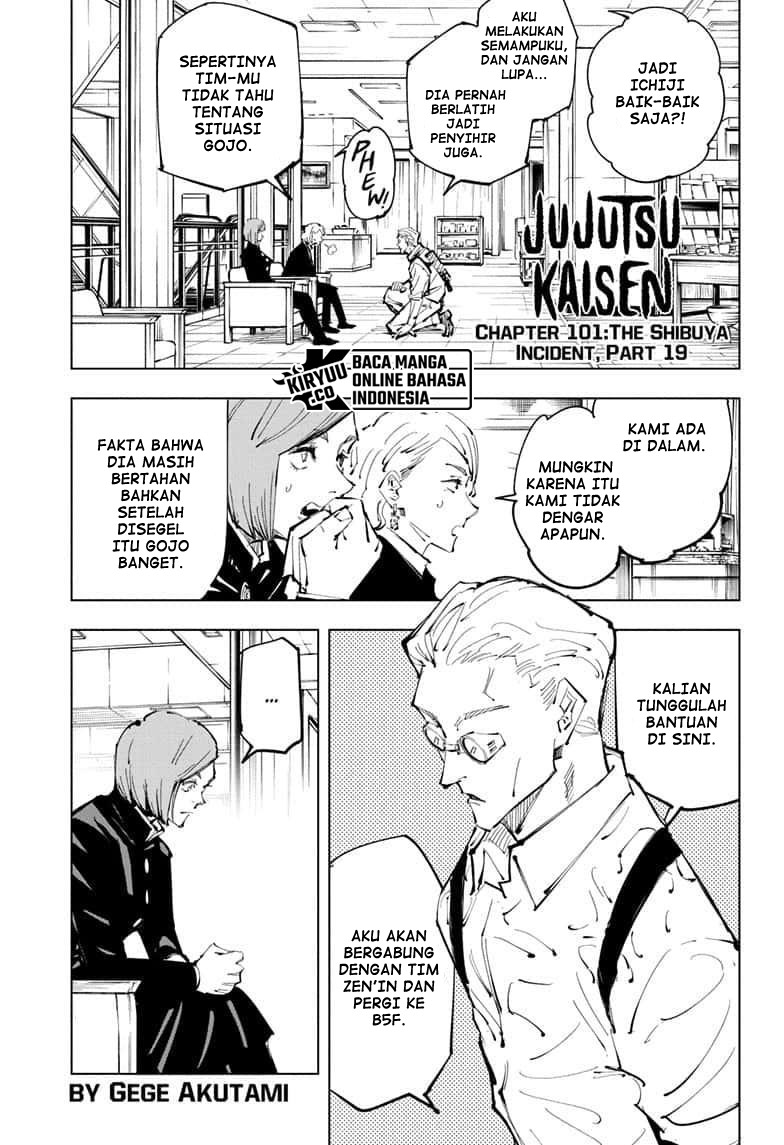 JADI
ICHIJI
BAIK-BAIK
SAJA?!
AKU
MELAKUKAN
SEMAMPUKU,
DAN JANGAN
LUPA...
DIA PERNAH
BERLATIH
JADI
PENYIHIR
JUGA.
PHEW!
SEPERTINYA
TIM-MU
TIDAK TAHU
TENTANG
SITUASI
GOJO.
JUJUTSU
KAISEN
CHAPTER 101:THE SHIBUYA
INCIDENT, PART 19
KIRYUU
.CO
BACA MANGA
ONLINE BAHASA
INDONESIA
KAMI ADA
DI DALAM.
MUNGKIN
KARENA ITU
KAMI TIDAK
DENGAR
APAPUN.
FAKTA BAHWA
DIA MASIH
BERTAHAN
BAHKAN
SETELAH
DISEGEL
ITU GOJO
BANGET.
KALIAN
TUNGGULAH
BANTUAN
DI SINI.
AKU AKAN
BERGABUNG
DENGAN TIM
ZEN'IN DAN
PERGI KE
B5F.
...
BY GEGE AKUTAMI